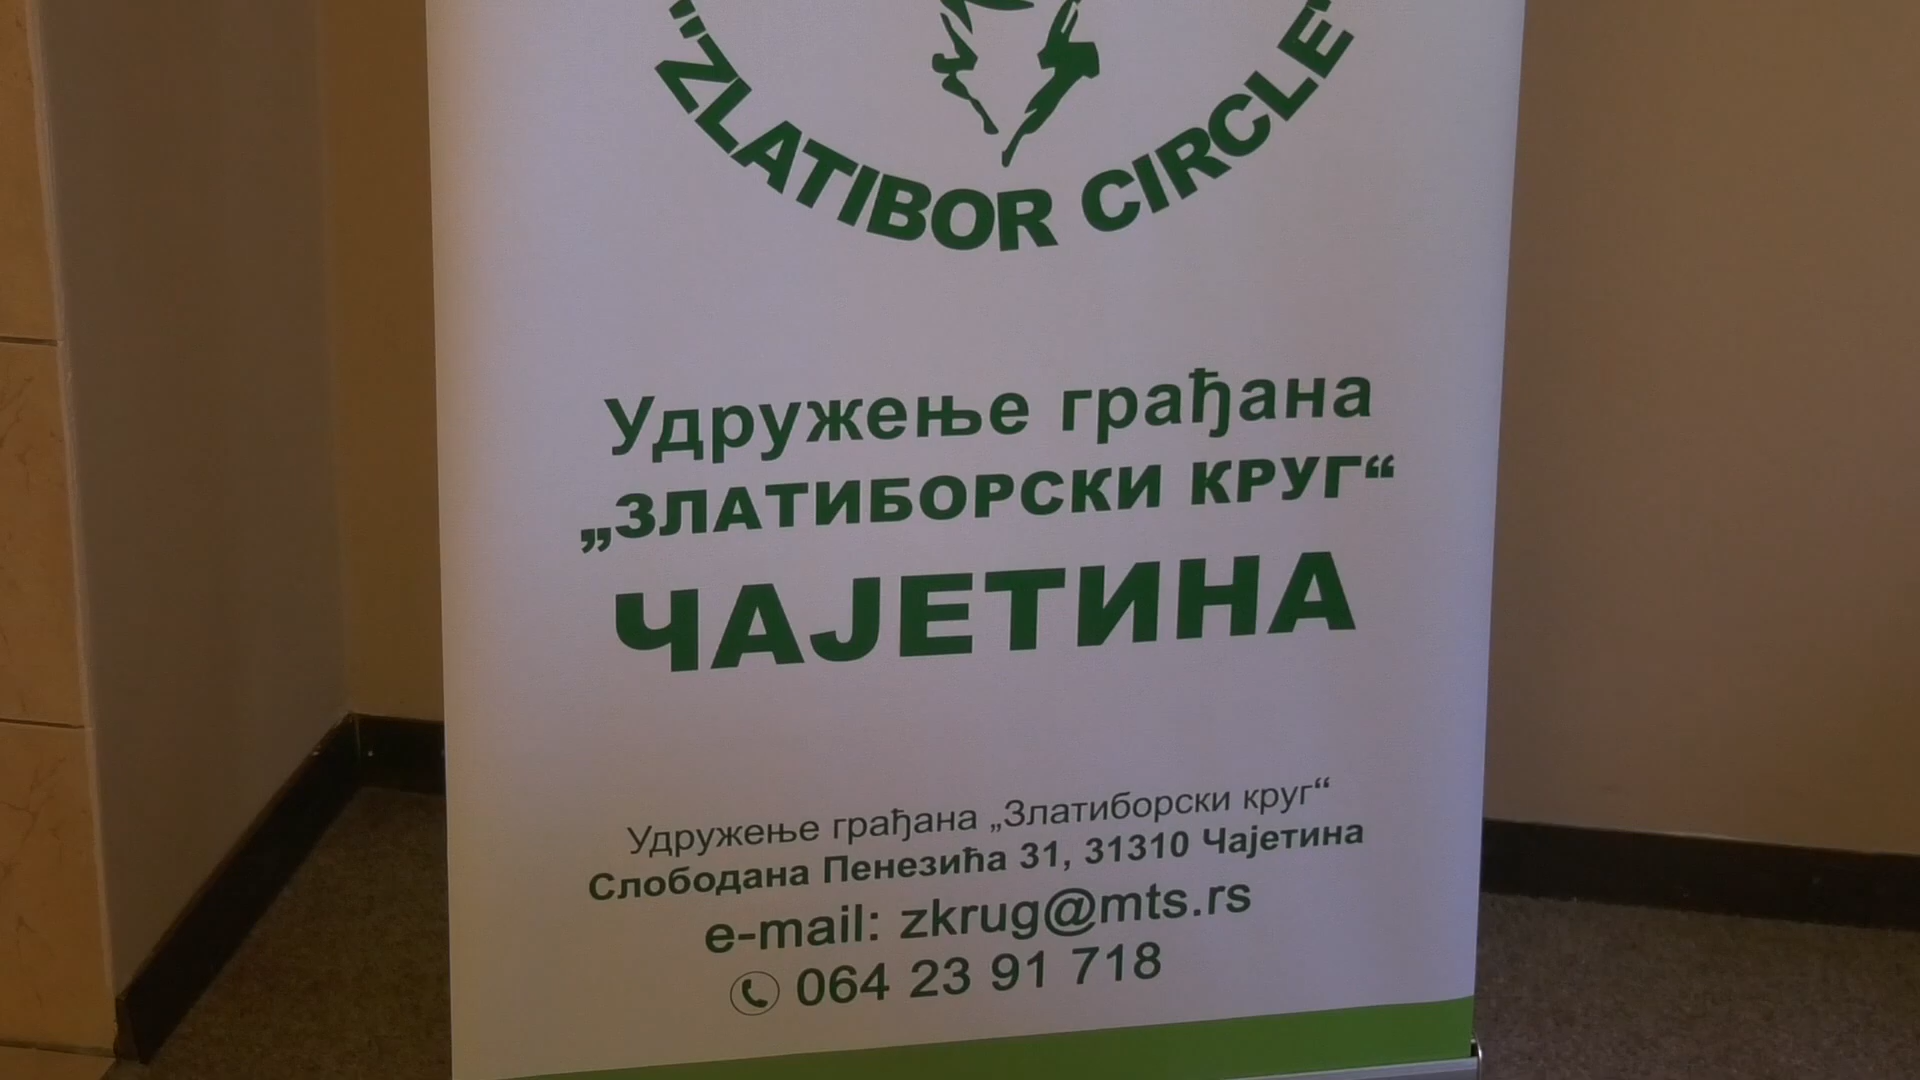 "ZLATIBOR CIRCLE"
Удружење грађана
„ЗЛАТИБОРСКИ КРУГ“
ЧАЈЕТИНА
Удружење грађана „Златиборски круг“
Слободана Пенезића 31, 31310 Чајетина
e-mail: zkrug@mts.rs
064 23 91 718